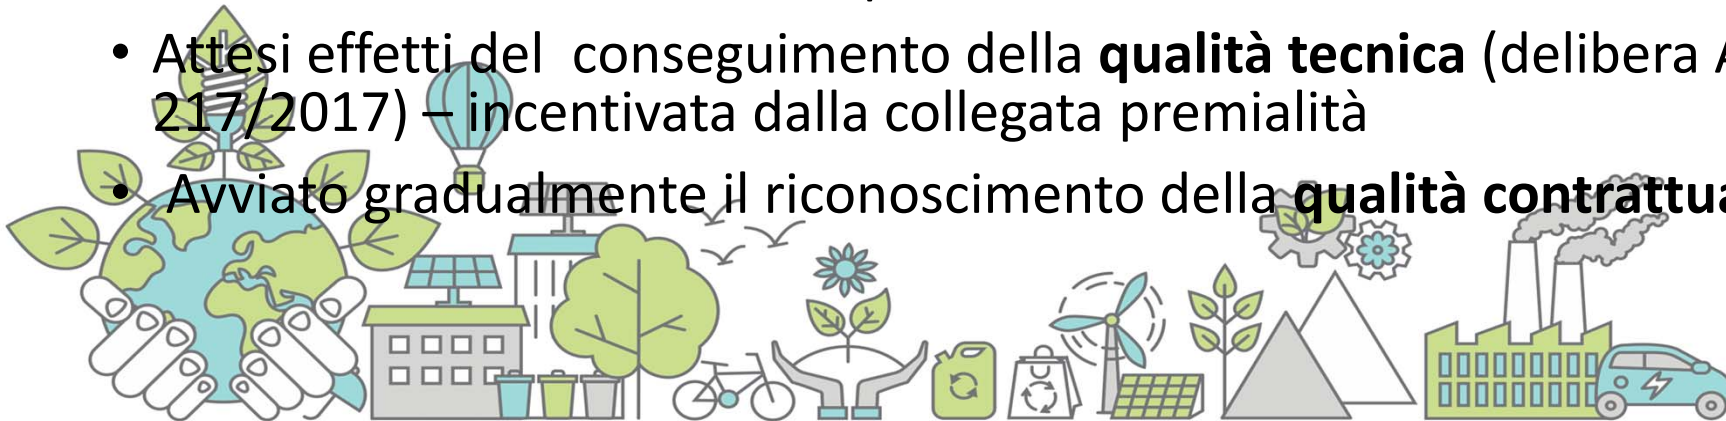 • Attesi effetti del conseguimento della qualità tecnica (delibera
217/2017) – incentivata dalla collegata premialità
• Avviato gradualmente il riconoscimento della qualità